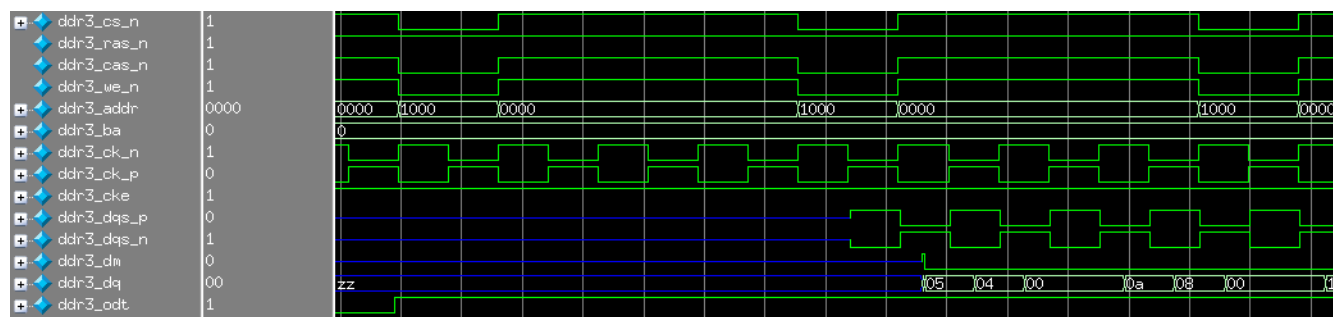 ddr3_cs_n 1
ddr3_ras_n 1
ddr3_cas_n 1
ddr3_we_n 1
ddr3_addr 0000 0000 1000 0000 1000 0000 1000 0000
ddr3_ba 0 0
ddr3_ck_n 1
ddr3_ck_p 0
ddr3_cke 1
ddr3_dqs_p 0
ddr3_dqs_n 1
ddr3_dm 0
ddr3_dq 00 zz 05 04 00 0a 08 00
ddr3_odt 1